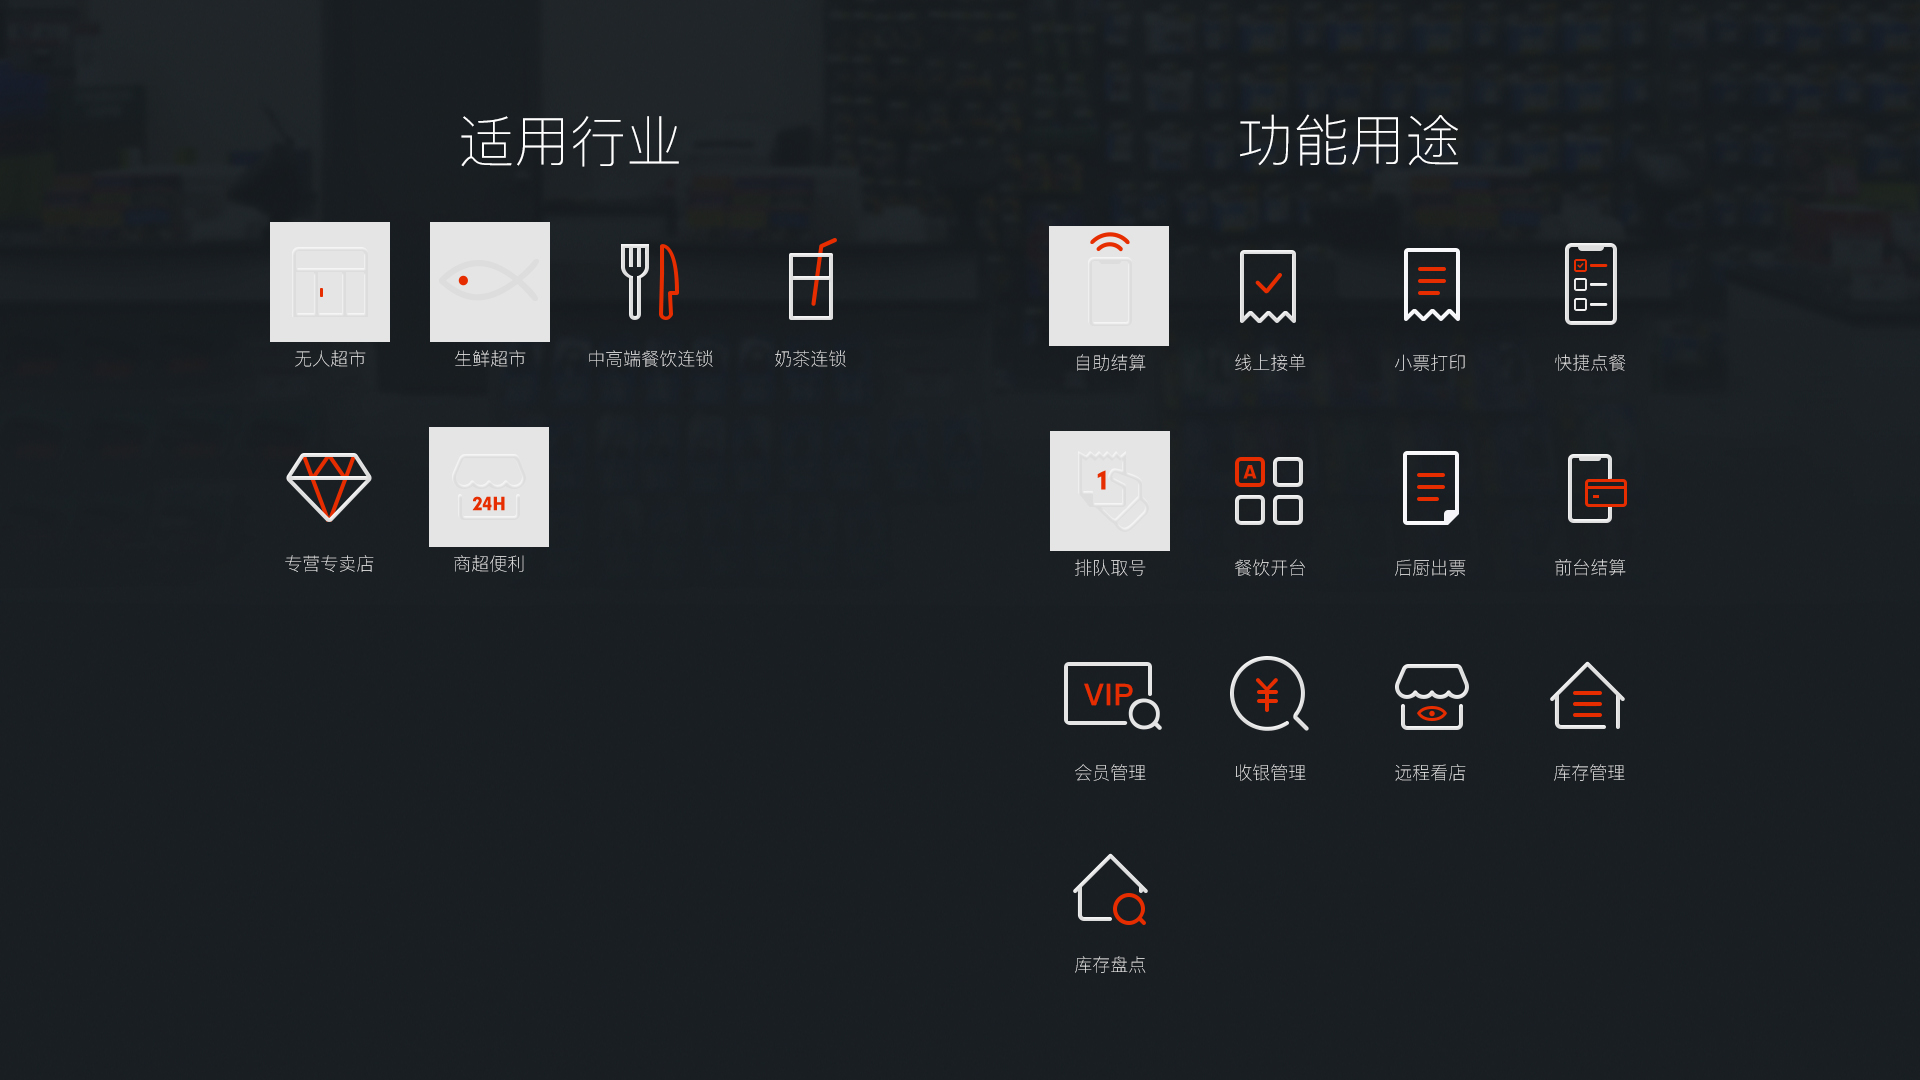 适用行业
无人超市
生鲜超市
中高端餐饮连锁
奶茶连锁
专营专卖店
24H
商超便利
功能用途
自助结算
线上接单
小票打印
快捷点餐
1
A
排队取号
餐饮开台
后厨出票
前台结算
VIP
¥
会员管理
收银管理
远程看店
库存管理
库存盘点